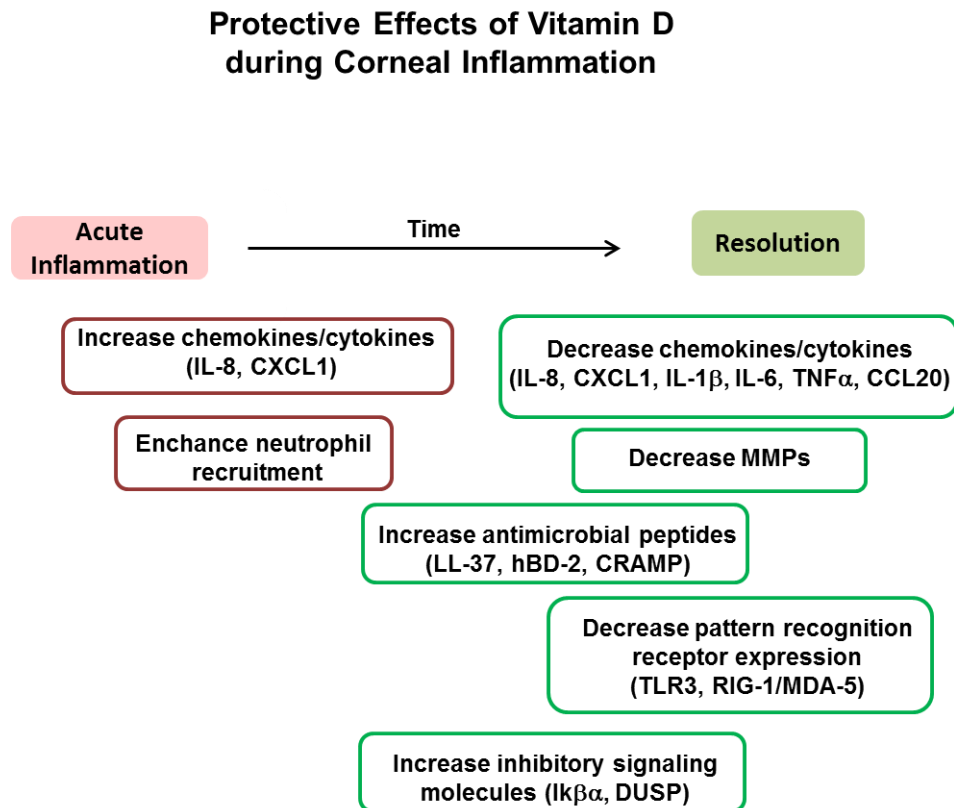 Protective Effects of Vitamin D
during Corneal Inflammation
Acute
Inflammation
Time
Resolution
Increase chemokines/cytokines
(IL-8, CXCL1)
Decrease chemokines/cytokines
(IL-8, CXCL1, IL-1β, IL-6, TNFα, CCL20)
Enchance neutrophil
recruitment
Decrease MMPs
Increase antimicrobial peptides
(LL-37, hBD-2, CRAMP)
Decrease pattern recognition
receptor expression
(TLR3, RIG-1/MDA-5)
Increase inhibitory signaling
molecules (Ikβα, DUSP)